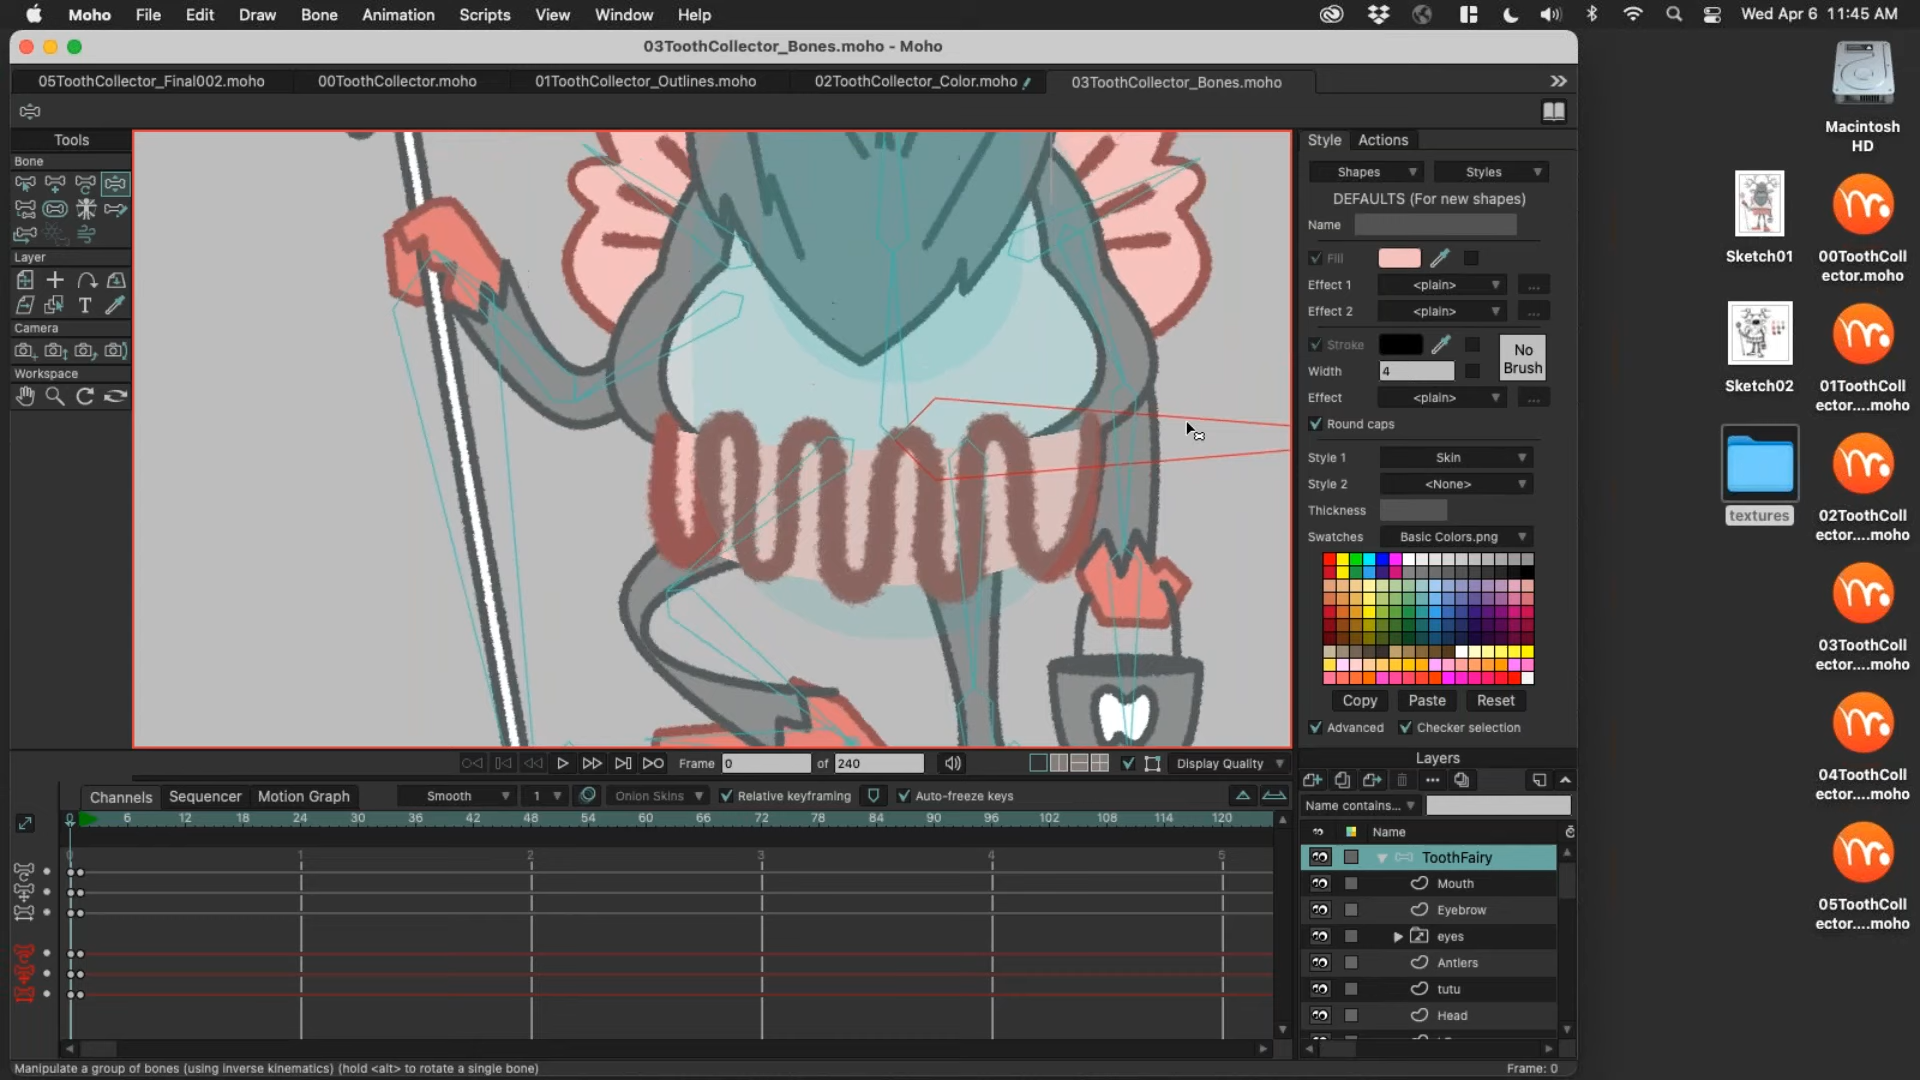 Moho File Edit Draw Bone Animation Scripts View Window Help Wed Apr 6 11:45 AM
03ToothCollector_Bones.moho - Moho
05ToothCollector_Final002.moho 00ToothCollector.moho 01ToothCollector_Outlines.moho 02ToothCollector_Color.moho 03ToothCollector_Bones.moho
Tools
Bone
Layer
Camera
Workspace
Style Actions
Shapes Styles
DEFAULTS (For new shapes)
Name
Fill
Effect 1 <plain> ...
Effect 2 <plain> ...
Stroke No Brush
Width 4
Effect <plain> ...
Round caps
Style 1 Skin
Style 2 <None>
Thickness
Swatches Basic Colors.png
Copy Paste Reset
Advanced Checker selection
Frame 0 of 240 Display Quality
Channels Sequencer Motion Graph Smooth 1 Onion Skins Relative keyframing Auto-freeze keys
0 6 12 18 24 30 36 42 48 54 60 66 72 78 84 90 96 102 108 114 120
0 1 2 3 4 5
Layers
Name contains...
Name
ToothFairy
Mouth
Eyebrow
eyes
Antlers
tutu
Head
Manipulate a group of bones (using inverse kinematics) (hold <alt> to rotate a single bone) Frame: 0
Macintosh
HD
Sketch01
00ToothColl
ector.moho
Sketch02
01ToothColl
ector....moho
textures
02ToothColl
ector....moho
03ToothColl
ector....moho
04ToothColl
ector....moho
05ToothColl
ector....moho